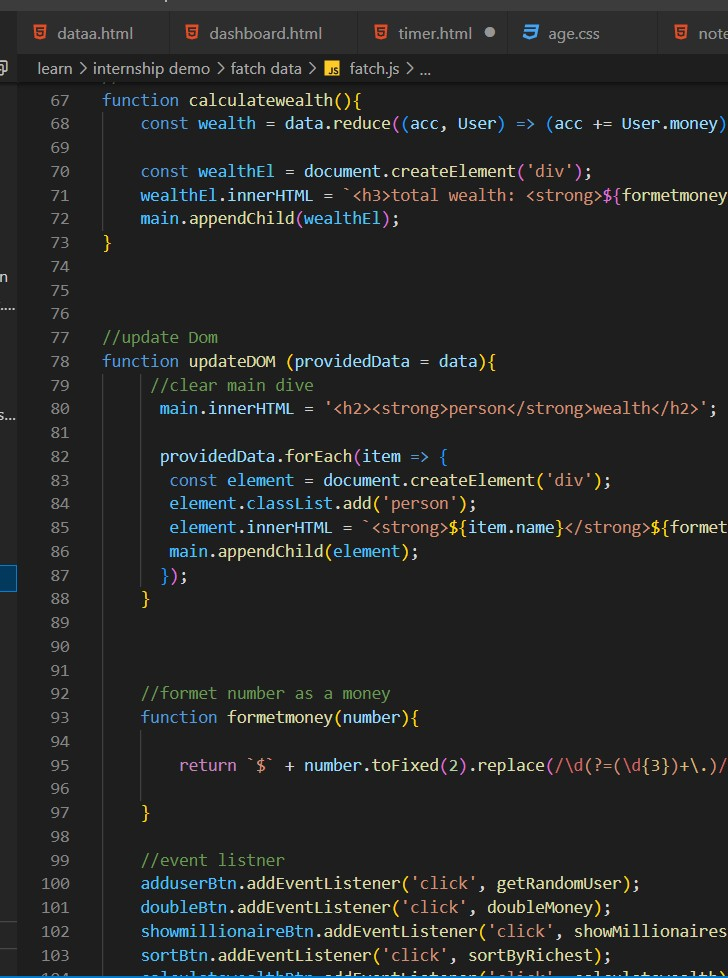 dataa.html dashboard.html timer.html age.css note
learn > internship demo > fatch data > JS fatch.js > ...
67 function calculatewealth(){
68 const wealth = data.reduce((acc, User) => (acc += User.money)
69
70 const wealthEl = document.createElement('div');
71 wealthEl.innerHTML = `<h3>total wealth: <strong>${formetmoney
72 main.appendChild(wealthEl);
73 }
74
75
76
77 //update Dom
78 function updateDOM (providedData = data){
79 //clear main dive
80 main.innerHTML = '<h2><strong>person</strong>wealth</h2>';
81
82 providedData.forEach(item => {
83 const element = document.createElement('div');
84 element.classList.add('person');
85 element.innerHTML = `<strong>${item.name}</strong>${formet
86 main.appendChild(element);
87 });
88 }
89
90
91
92 //formet number as a money
93 function formetmoney(number){
94
95 return `$` + number.toFixed(2).replace(/\d(?=(\d{3})+\.)/
96
97 }
98
99 //event listner
100 adduserBtn.addEventListener('click', getRandomUser);
101 doubleBtn.addEventListener('click', doubleMoney);
102 showmillionaireBtn.addEventListener('click', showMillionaires
103 sortBtn.addEventListener('click', sortByRichest);